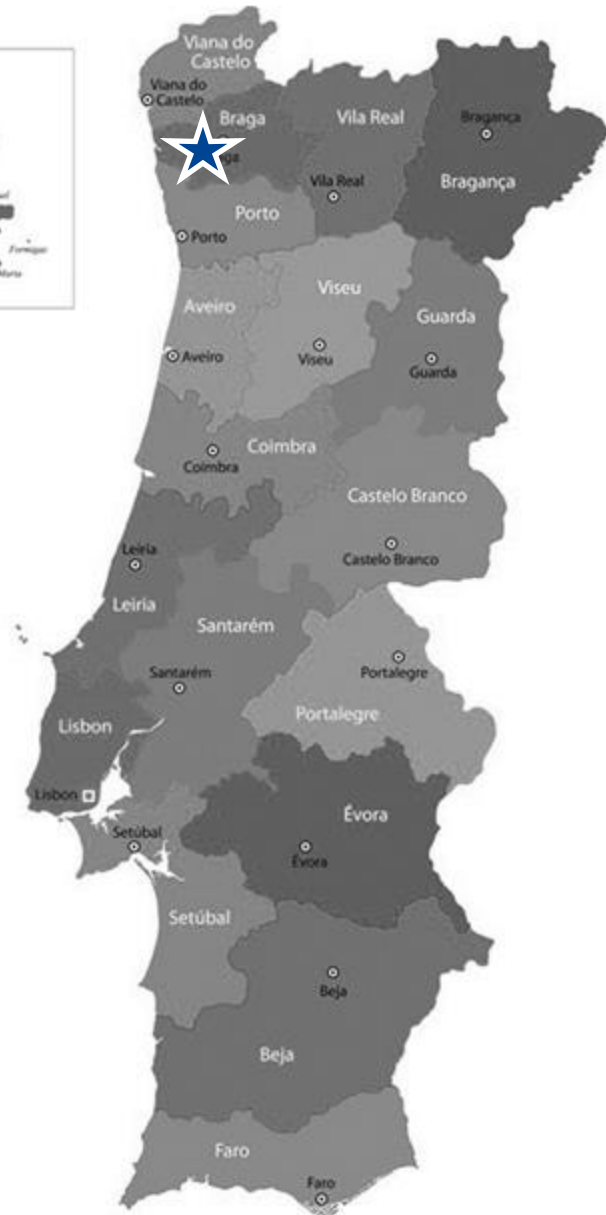 Viana do
Castelo
Viana do
Castelo
Braga
Vila Real
Bragança
Bragança
Vila Real
Porto
Porto
Formigas
Viseu
Aveiro
Guarda
Aveiro
Viseu
Guarda
Coimbra
Coimbra
Castelo Branco
Leiria
Castelo Branco
Leiria
Santarém
Santarém
Portalegre
Portalegre
Lisbon
Lisbon
Setúbal
Évora
Évora
Setúbal
Beja
Beja
Faro
Faro